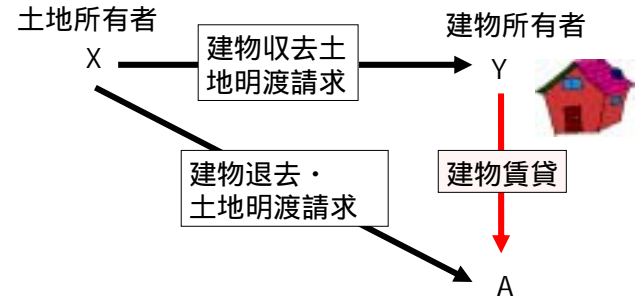 土地所有者
建物所有者
X
建物収去土
地明渡請求
Y
建物退去・
土地明渡請求
建物賃貸
A